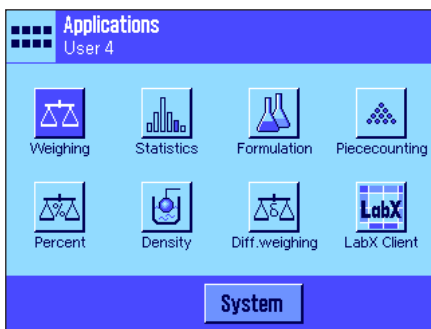 Applications
User 4
Weighing
Statistics
Formulation
Piececounting
%
Percent
Density
δ
Diff.weighing
LabX
LabX Client
System